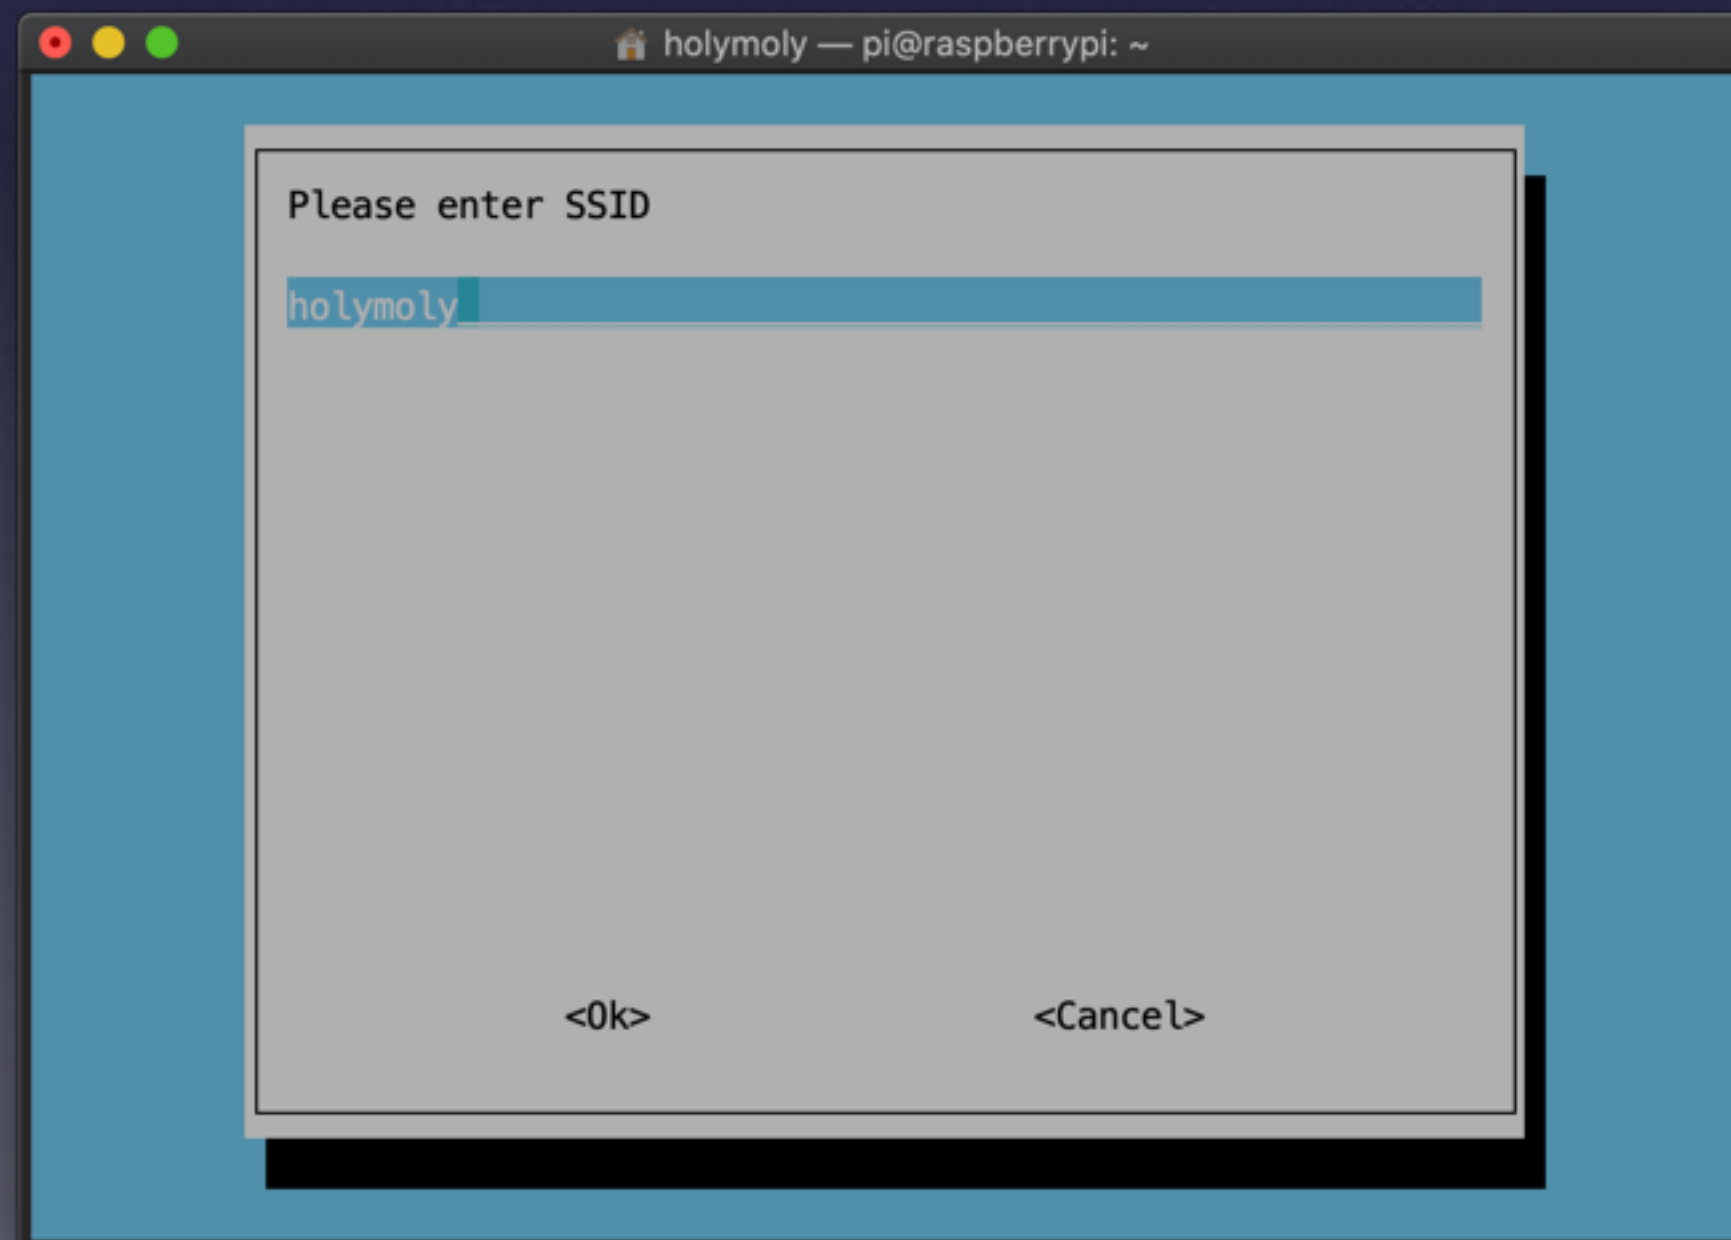 holymoly — pi@raspberrypi: ~
Please enter SSID
holymoly
<Ok> <Cancel>